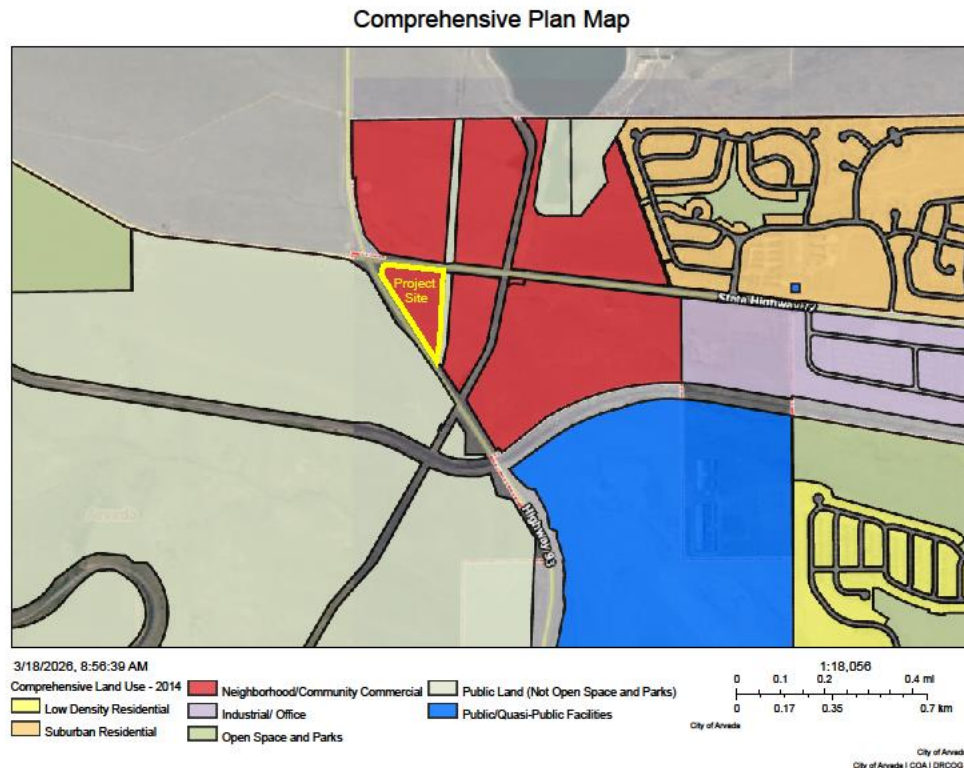 Comprehensive Plan Map
Project
Site
State Highway 72
Highway 93
Arvada
3/18/2026, 8:56:39 AM
Comprehensive Land Use - 2014
Low Density Residential
Suburban Residential
Neighborhood/Community Commercial
Industrial/ Office
Open Space and Parks
Public Land (Not Open Space and Parks)
Public/Quasi-Public Facilities
1:18,056
0 0.1 0.2 0.4 mi
0 0.17 0.35 0.7 km
City of Arvada
City of Arvada
City of Arvada | COA | DRCOG